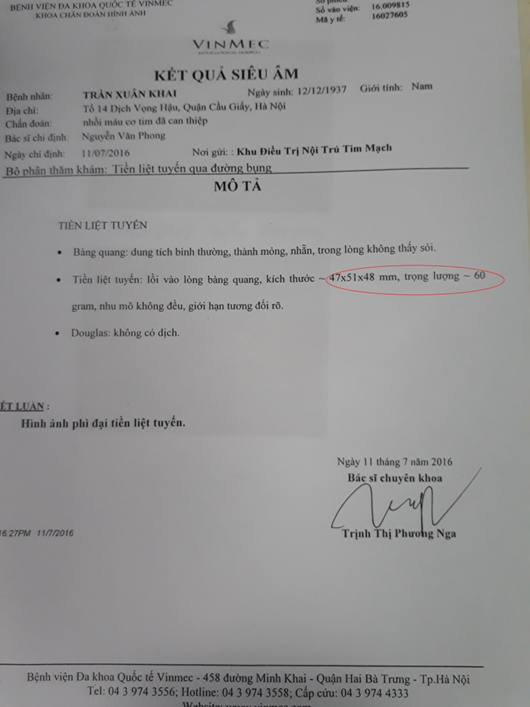 BỆNH VIỆN ĐA KHOA QUỐC TẾ VINMEC
KHOA CHẨN ĐOÁN HÌNH ẢNH
Số vào viện: 16.009815
Mã y tế: 16027605
VINMEC
KẾT QUẢ SIÊU ÂM
Bệnh nhân: TRẦN XUÂN KHAI Ngày sinh: 12/12/1937 Giới tính: Nam
Địa chỉ: Tổ 14 Dịch Vọng Hậu, Quận Cầu Giấy, Hà Nội
Chẩn đoán: nhồi máu cơ tim đã can thiệp
Bác sĩ chỉ định: Nguyễn Văn Phong
Ngày chỉ định: 11/07/2016 Nơi gửi: : Khu Điều Trị Nội Trú Tim Mạch
Bộ phân thăm khám: Tiền liệt tuyến qua đường bụng
MÔ TẢ
TIỀN LIỆT TUYẾN
• Bàng quang: dung tích bình thường, thành mỏng, nhẵn, trong lòng không thấy sỏi.
• Tiền liệt tuyến: lồi vào lòng bàng quang, kích thước ~ 47x51x48 mm, trọng lượng ~ 60
gram, nhu mô không đều, giới hạn tương đối rõ.
• Douglas: không có dịch.
ẾT LUẬN :
Hình ảnh phì đại tiền liệt tuyến.
Ngày 11 tháng 7 năm 2016
Bác sĩ chuyên khoa
Trịnh Thị Phương Nga
16:27PM 11/7/2016
Bệnh viện Đa khoa Quốc tế Vinmec - 458 đường Minh Khai - Quận Hai Bà Trưng - Tp.Hà Nội
Tel: 04 3 974 3556; Hotline: 04 3 974 3558; Cấp cứu: 04 3 974 4333